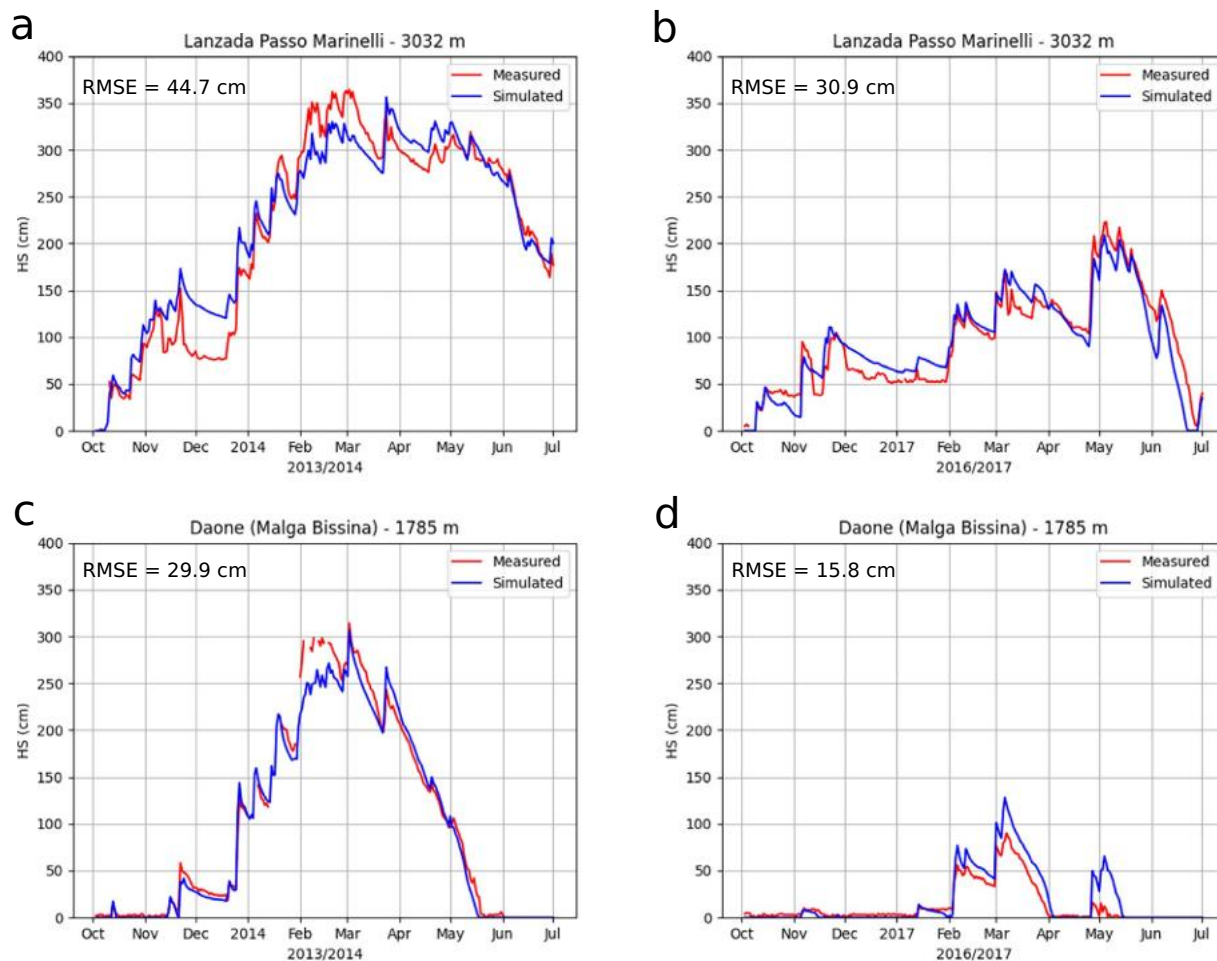 a
Lanzada Passo Marinelli - 3032 m
RMSE = 44.7 cm
Measured
Simulated
HS (cm)
400
350
300
250
200
150
100
50
0
Oct Nov Dec 2014 Feb Mar Apr May Jun Jul
2013/2014
b
Lanzada Passo Marinelli - 3032 m
RMSE = 30.9 cm
Measured
Simulated
HS (cm)
400
350
300
250
200
150
100
50
0
Oct Nov Dec 2017 Feb Mar Apr May Jun Jul
2016/2017
c
Daone (Malga Bissina) - 1785 m
RMSE = 29.9 cm
Measured
Simulated
HS (cm)
400
350
300
250
200
150
100
50
0
Oct Nov Dec 2014 Feb Mar Apr May Jun Jul
2013/2014
d
Daone (Malga Bissina) - 1785 m
RMSE = 15.8 cm
Measured
Simulated
HS (cm)
400
350
300
250
200
150
100
50
0
Oct Nov Dec 2017 Feb Mar Apr May Jun Jul
2016/2017